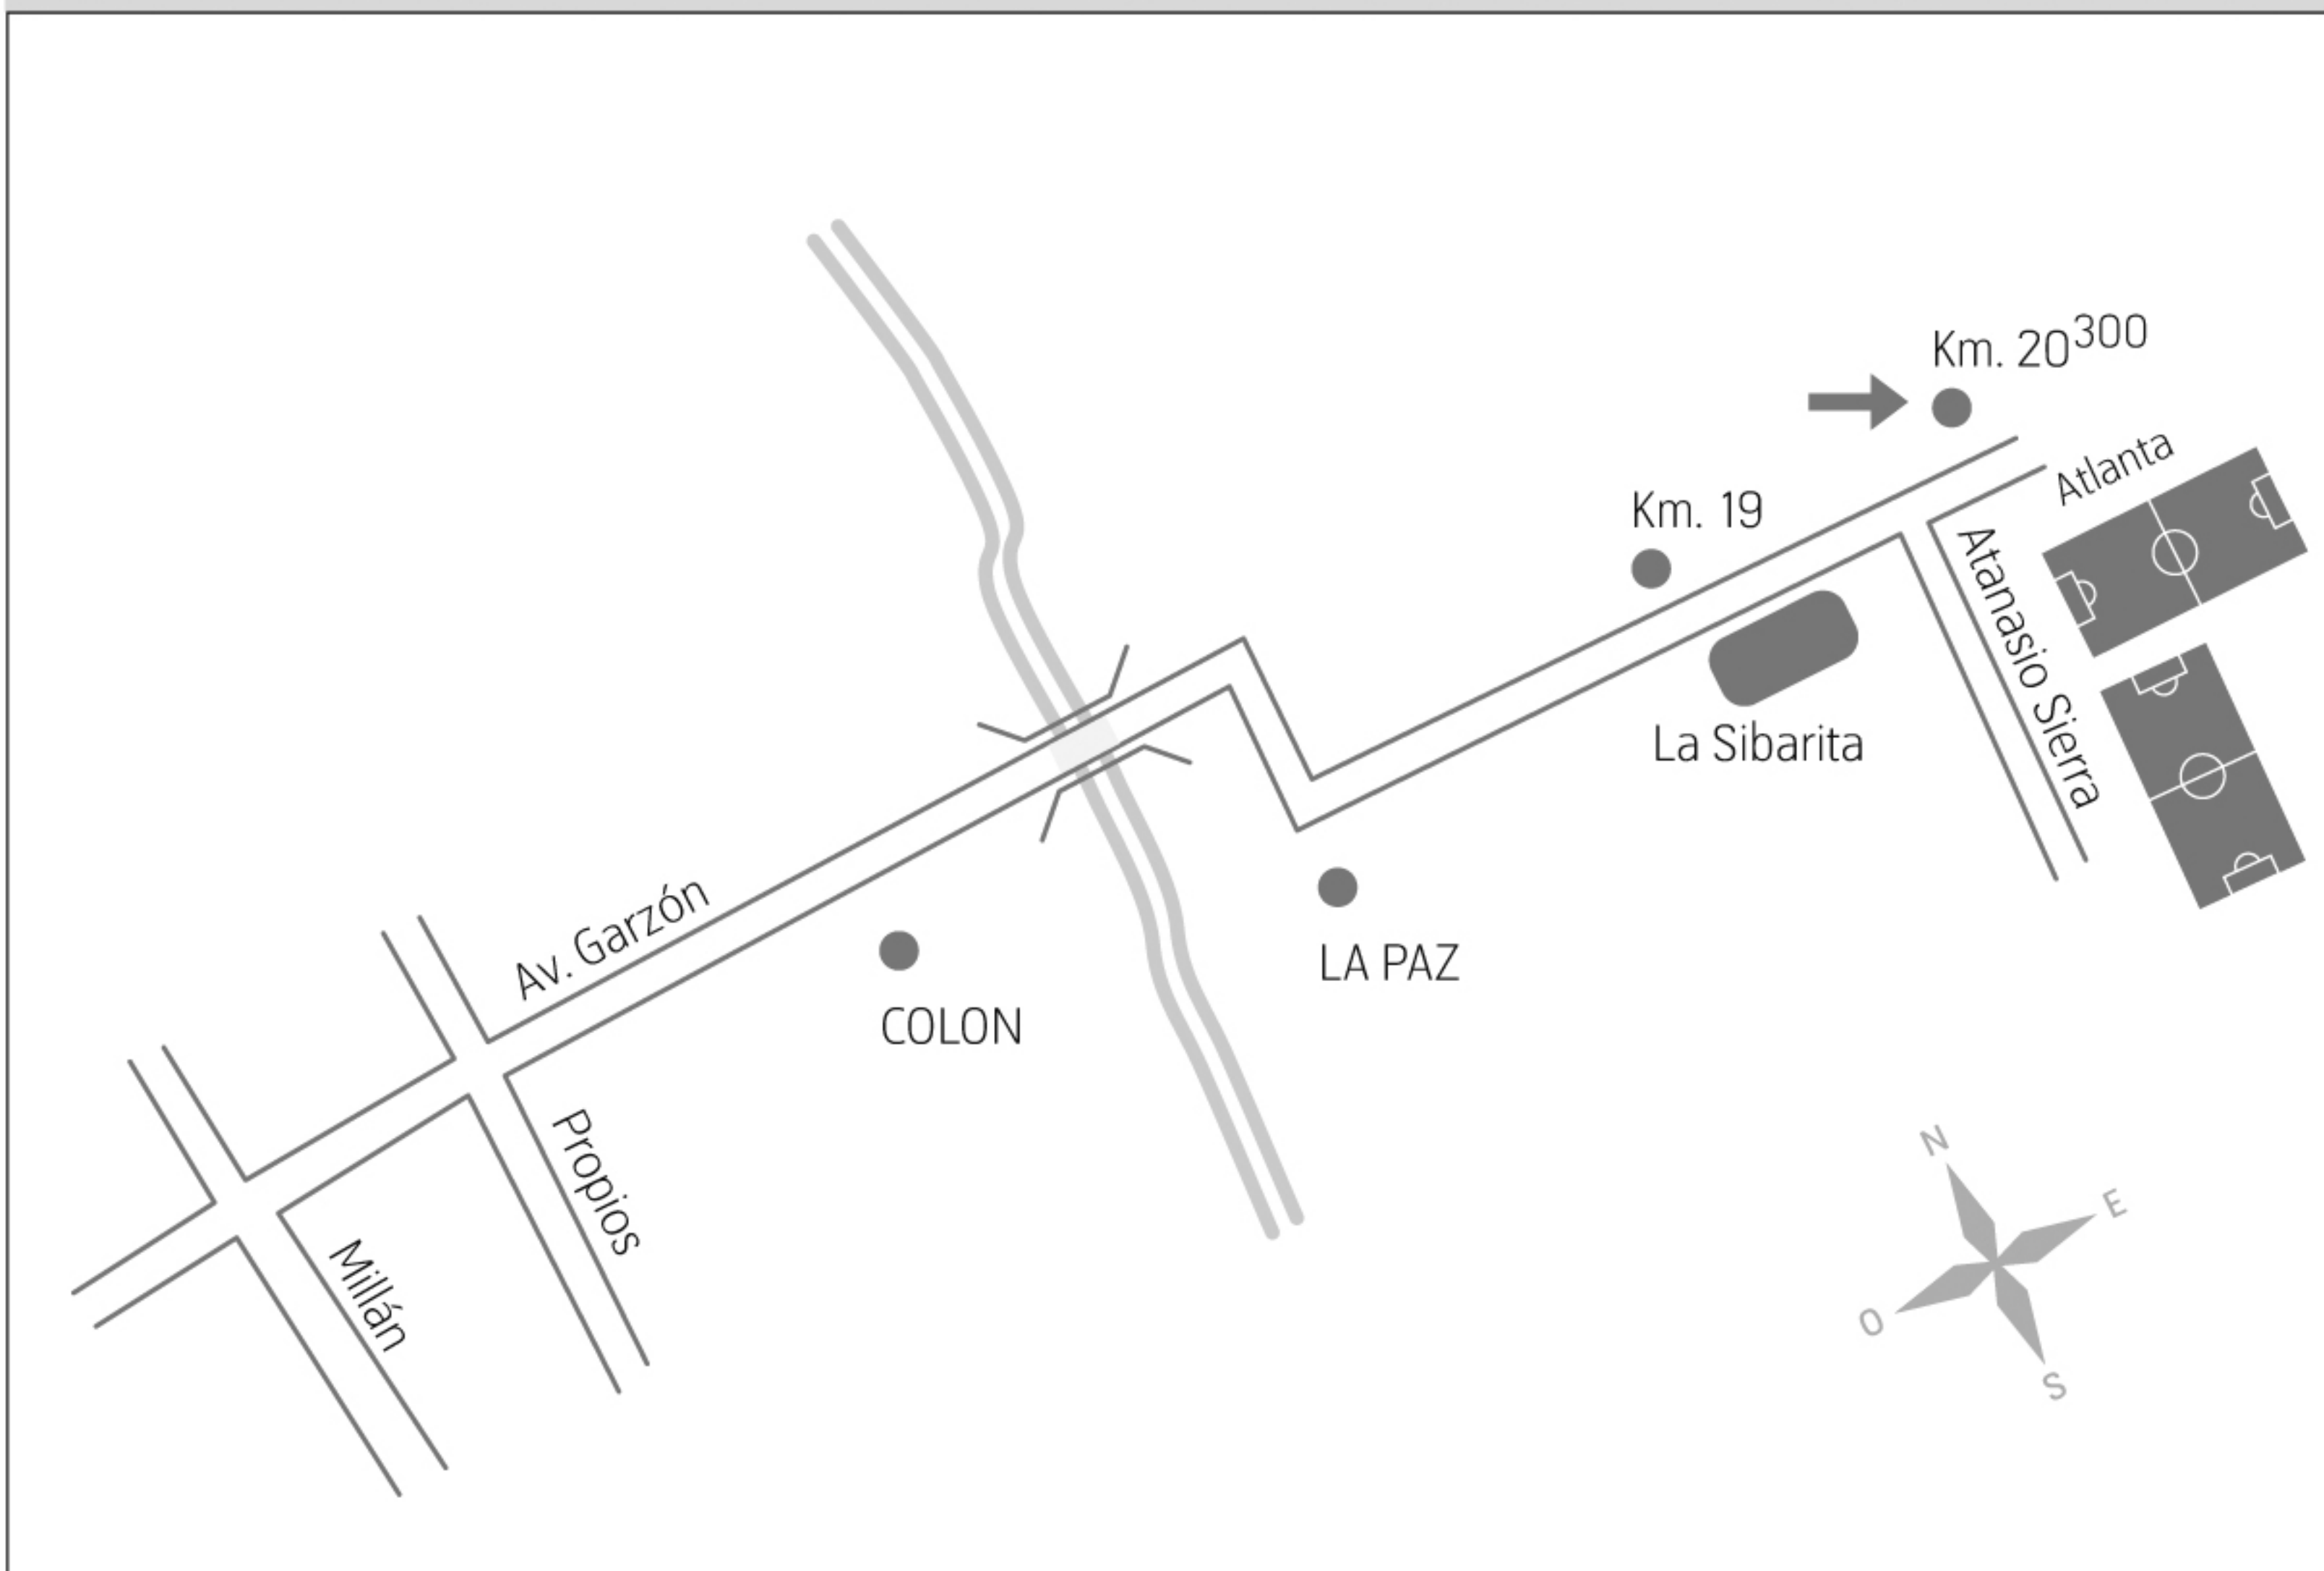 Km. 20³⁰⁰
Atlanta
Km. 19
Atanasio Sierra
La Sibarita
Av. Garzón
LA PAZ
COLON
Propios
Millán
N
E
O
S